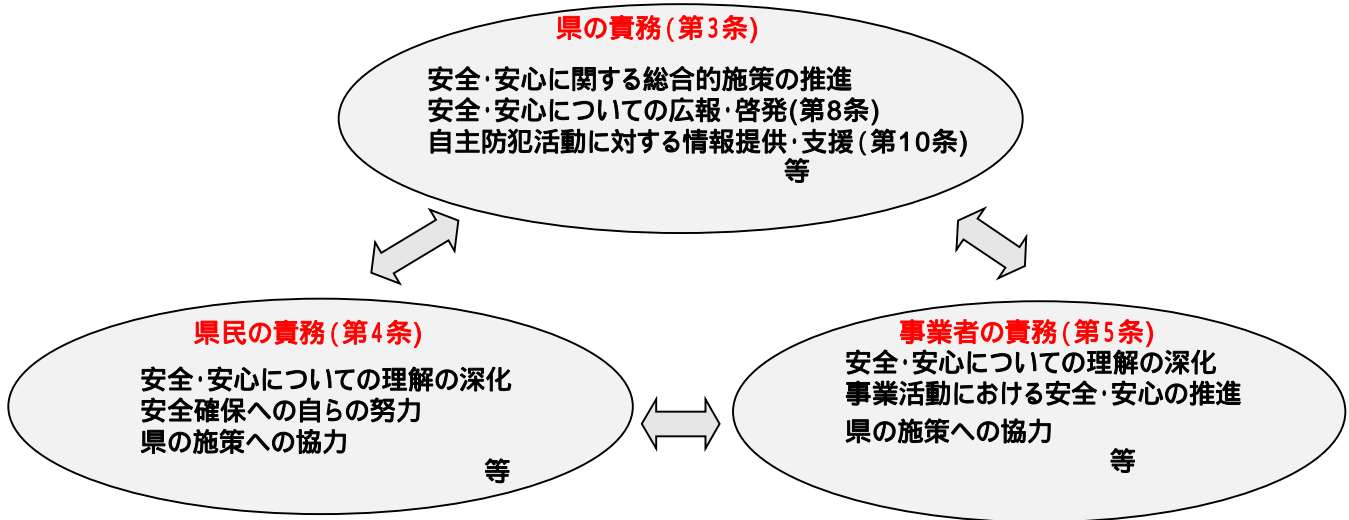 県の責務(第3条)
安全･安心に関する総合的施策の推進
安全･安心についての広報･啓発(第8条)
自主防犯活動に対する情報提供･支援(第10条)
等
県民の責務(第4条)
安全･安心についての理解の深化
安全確保への自らの努力
県の施策への協力
等
事業者の責務(第5条)
安全･安心についての理解の深化
事業活動における安全･安心の推進
県の施策への協力
等